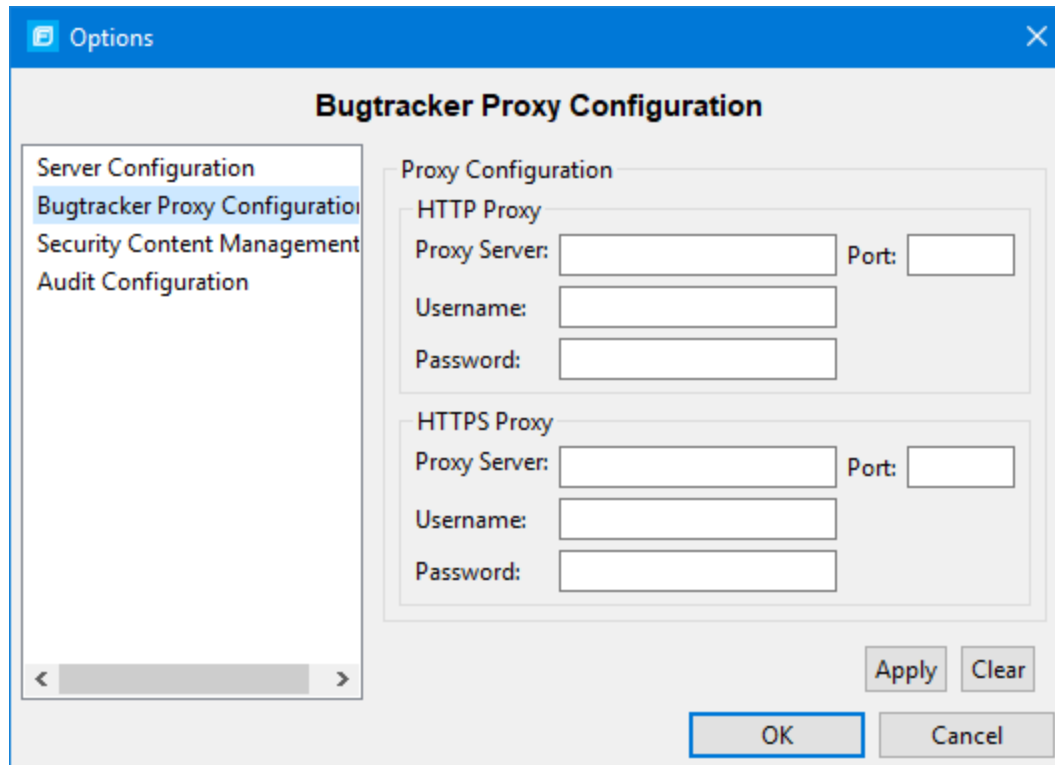 Options
Bugtracker Proxy Configuration
Server Configuration
Bugtracker Proxy Configuration
Security Content Management
Audit Configuration
Proxy Configuration
HTTP Proxy
Proxy Server: Port:
Username:
Password:
HTTPS Proxy
Proxy Server: Port:
Username:
Password:
Apply Clear
OK Cancel